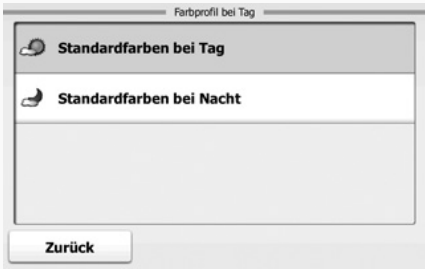 Farbprofil bei Tag
Standardfarben bei Tag
Standardfarben bei Nacht
Zurück